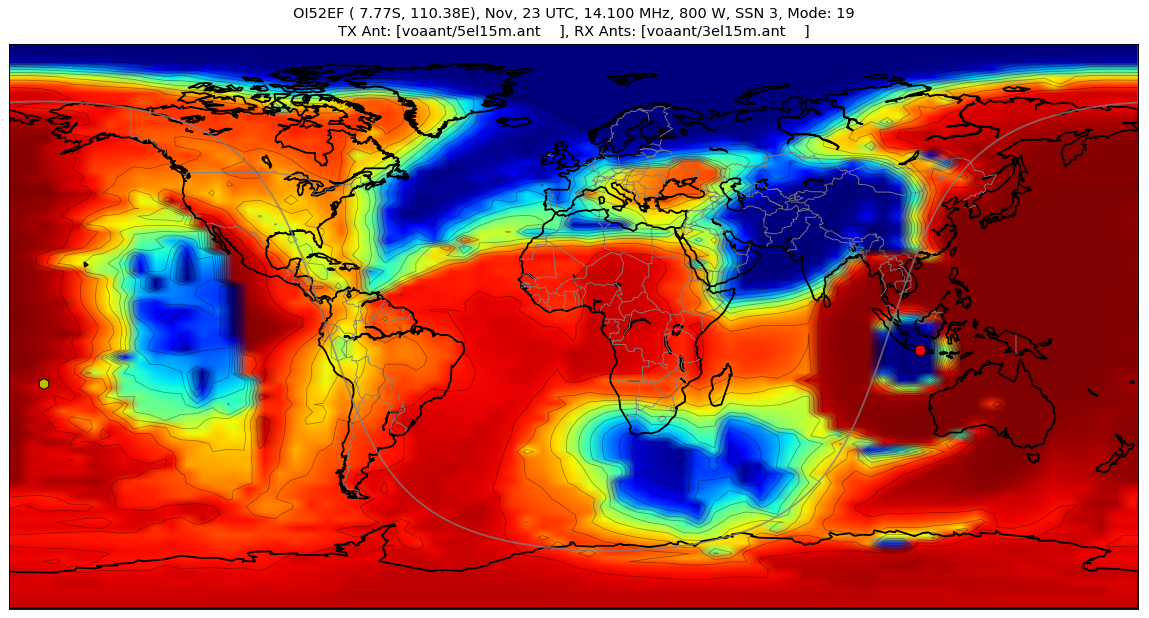 OI52EF ( 7.77S, 110.38E), Nov, 23 UTC, 14.100 MHz, 800 W, SSN 3, Mode: 19
TX Ant: [voaant/5el15m.ant    ], RX Ants: [voaant/3el15m.ant    ]